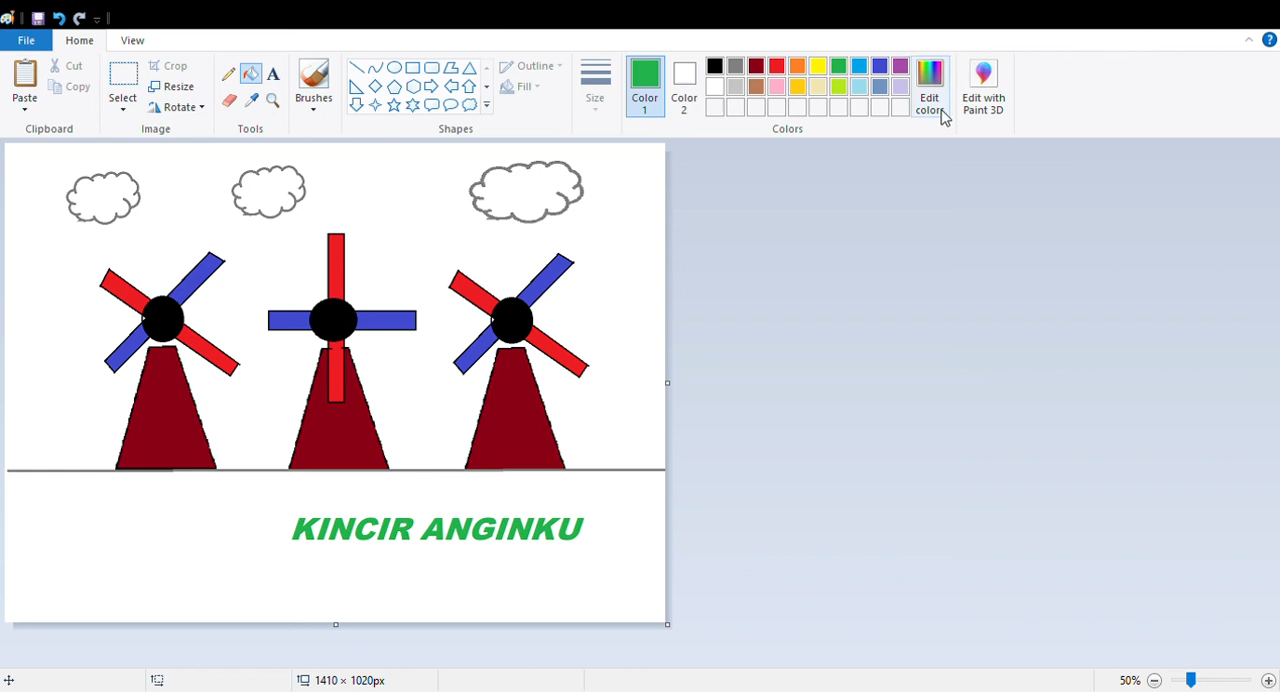 File Home View
Paste
Cut
Copy
Clipboard
Select
Crop
Resize
Rotate
Image
A
Tools
Brushes
Outline
Fill
Shapes
Size
Color 1
Color 2
Edit colors
Colors
Edit with Paint 3D
?
KINCIR ANGINKU
1410 × 1020px
50%